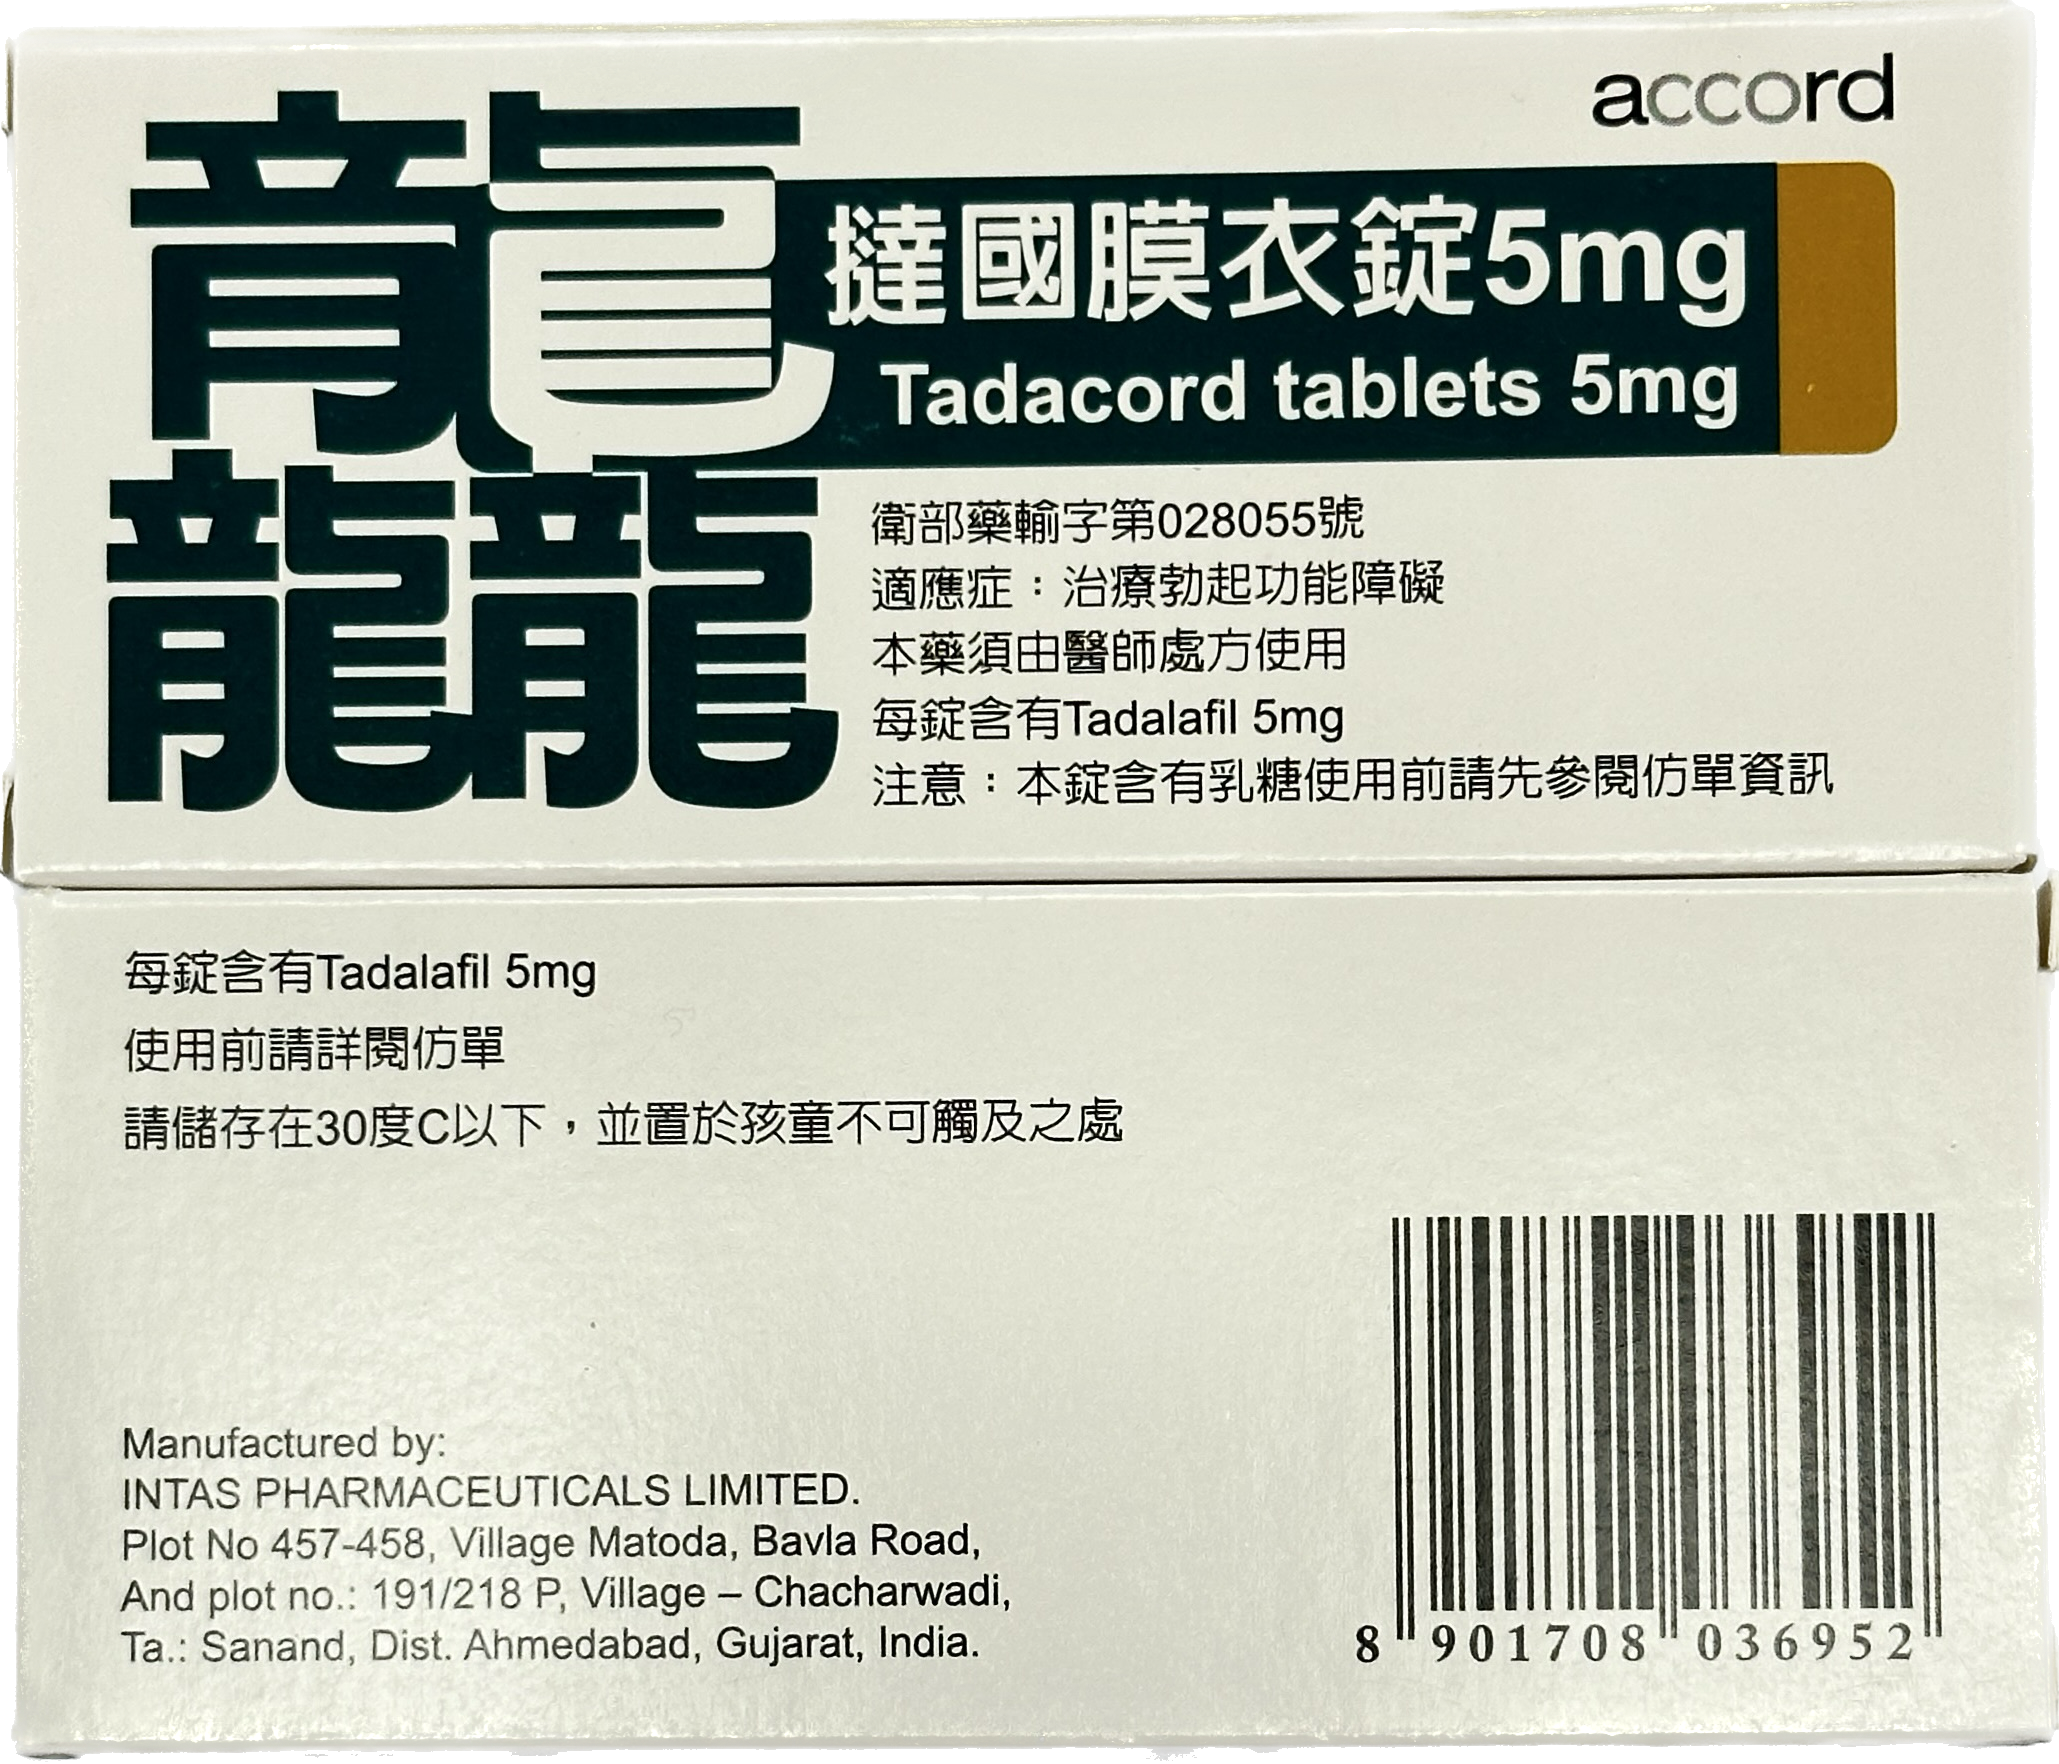 accord
龘
撻國膜衣錠5mg
Tadacord tablets 5mg
衛部藥輸字第028055號
適應症：治療勃起功能障礙
本藥須由醫師處方使用
每錠含有Tadalafil 5mg
注意：本錠含有乳糖使用前請先參閱仿單資訊
每錠含有Tadalafil 5mg
使用前請詳閱仿單
請儲存在30度C以下，並置於孩童不可觸及之處
Manufactured by:
INTAS PHARMACEUTICALS LIMITED.
Plot No 457-458, Village Matoda, Bavla Road,
And plot no.: 191/218 P, Village – Chacharwadi,
Ta.: Sanand, Dist. Ahmedabad, Gujarat, India.
8 901708 036952